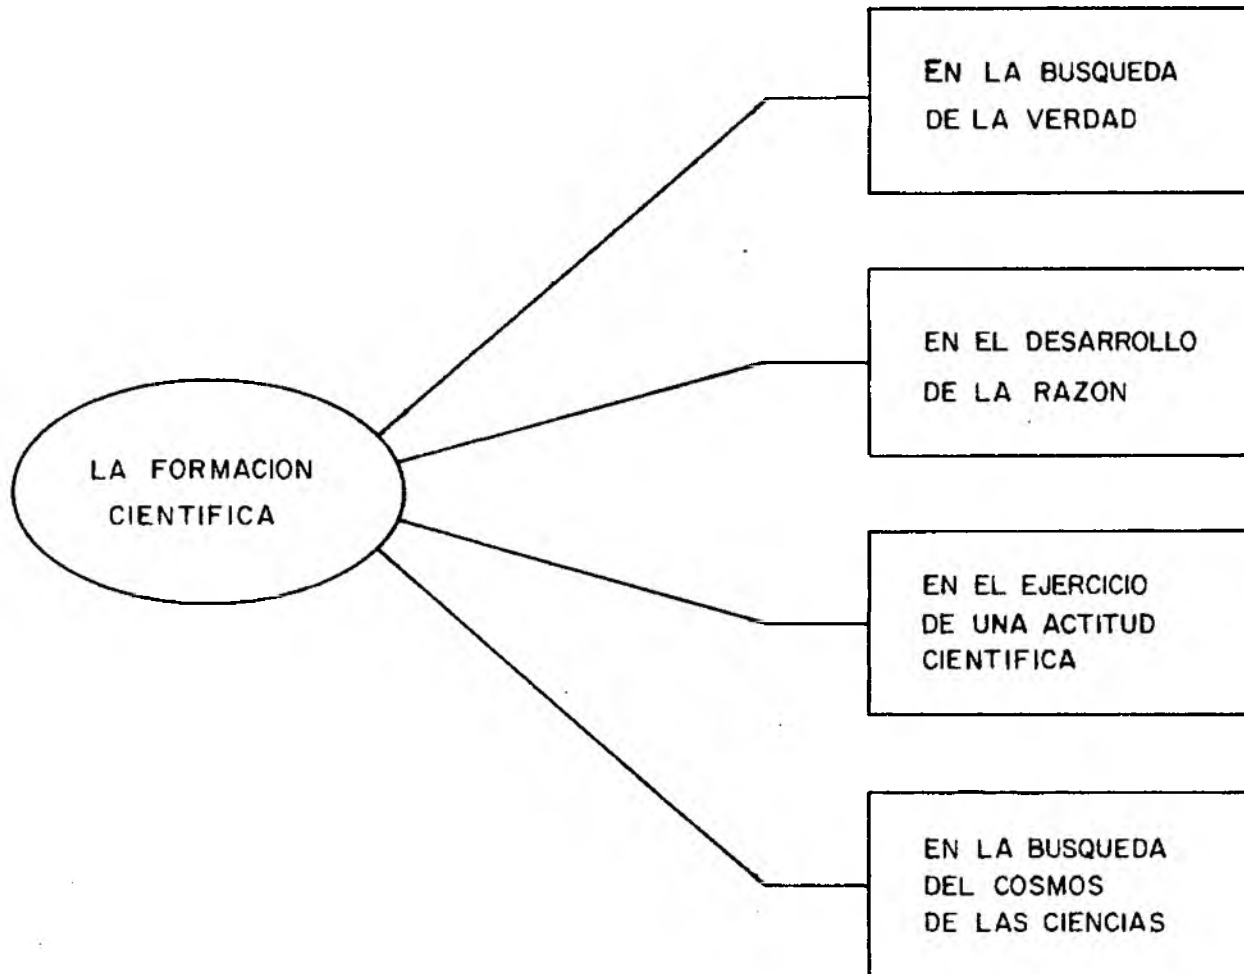 LA FORMACION
CIENTIFICA
EN LA BUSQUEDA
DE LA VERDAD
EN EL DESARROLLO
DE LA RAZON
EN EL EJERCICIO
DE UNA ACTITUD
CIENTIFICA
EN LA BUSQUEDA
DEL COSMOS
DE LAS CIENCIAS